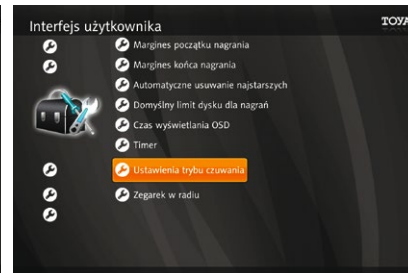 Interfejs użytkownika
TOYA
Margines początku nagrania
Margines końca nagrania
Automatyczne usuwanie najstarszych
Domyślny limit dysku dla nagrań
Czas wyświetlania OSD
Timer
Ustawienia trybu czuwania
Zegarek w radiu